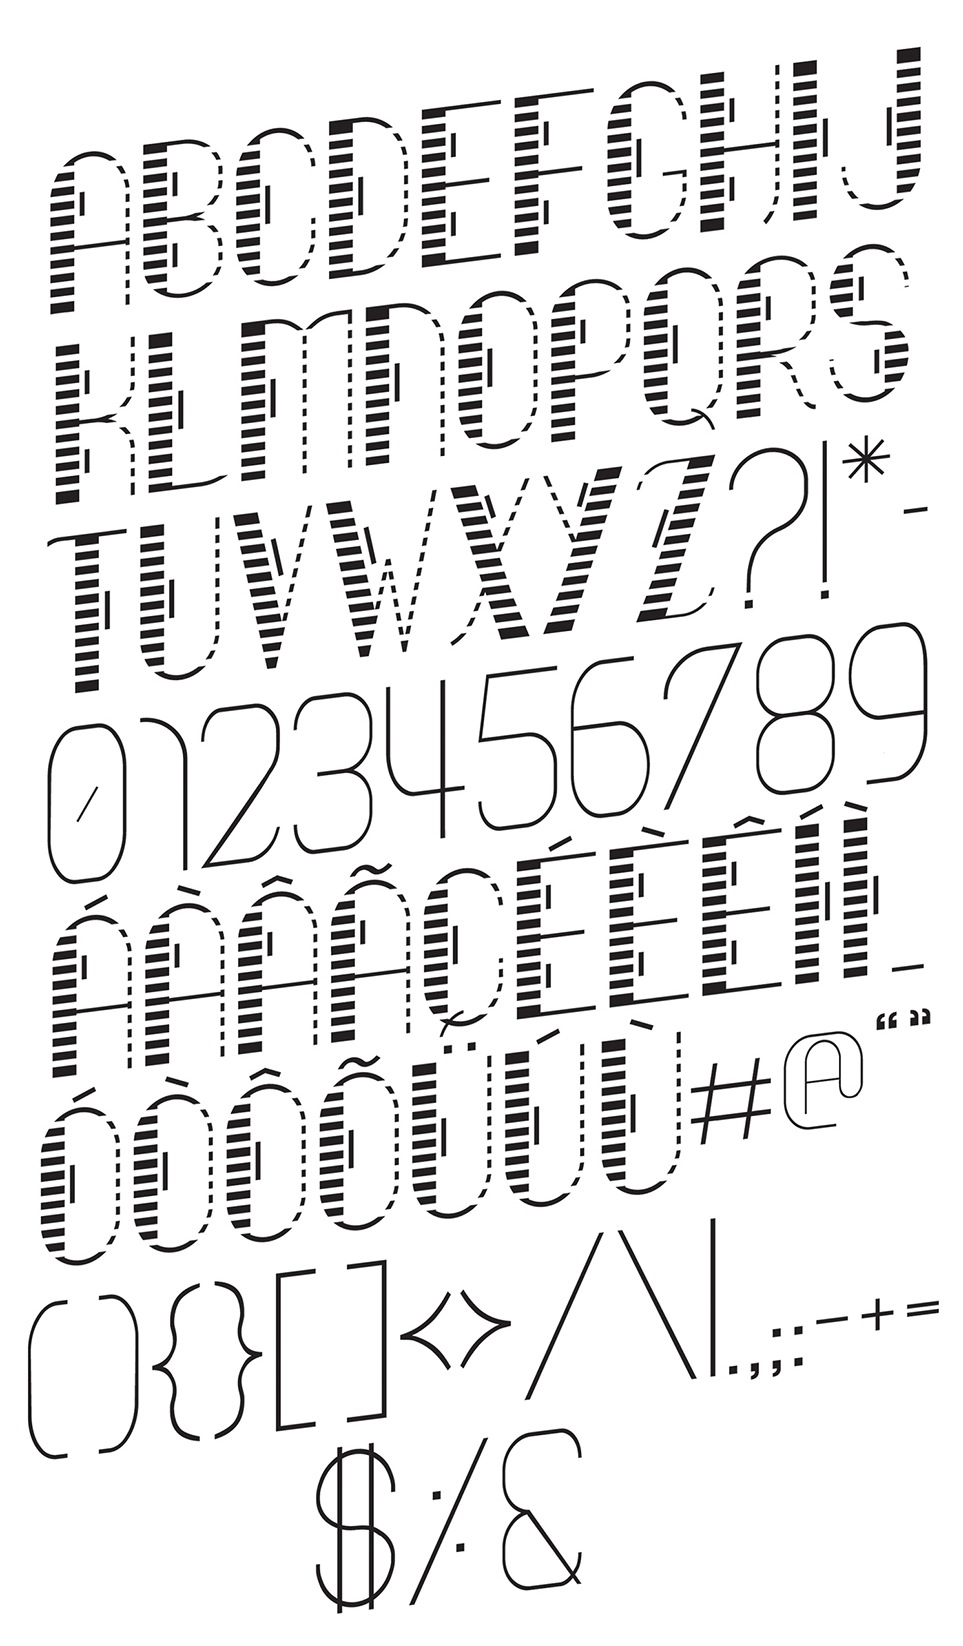 ABCDEFGHIJ
KLMNOPQRS
TUVWXYZ?!*-
0123456789
ÁÀÂÃÇÉÈÊÍÌ_
ÓÒÔÕÜÚÙ#@“”
(){}[]<>/\|.,;:-+=
$%&